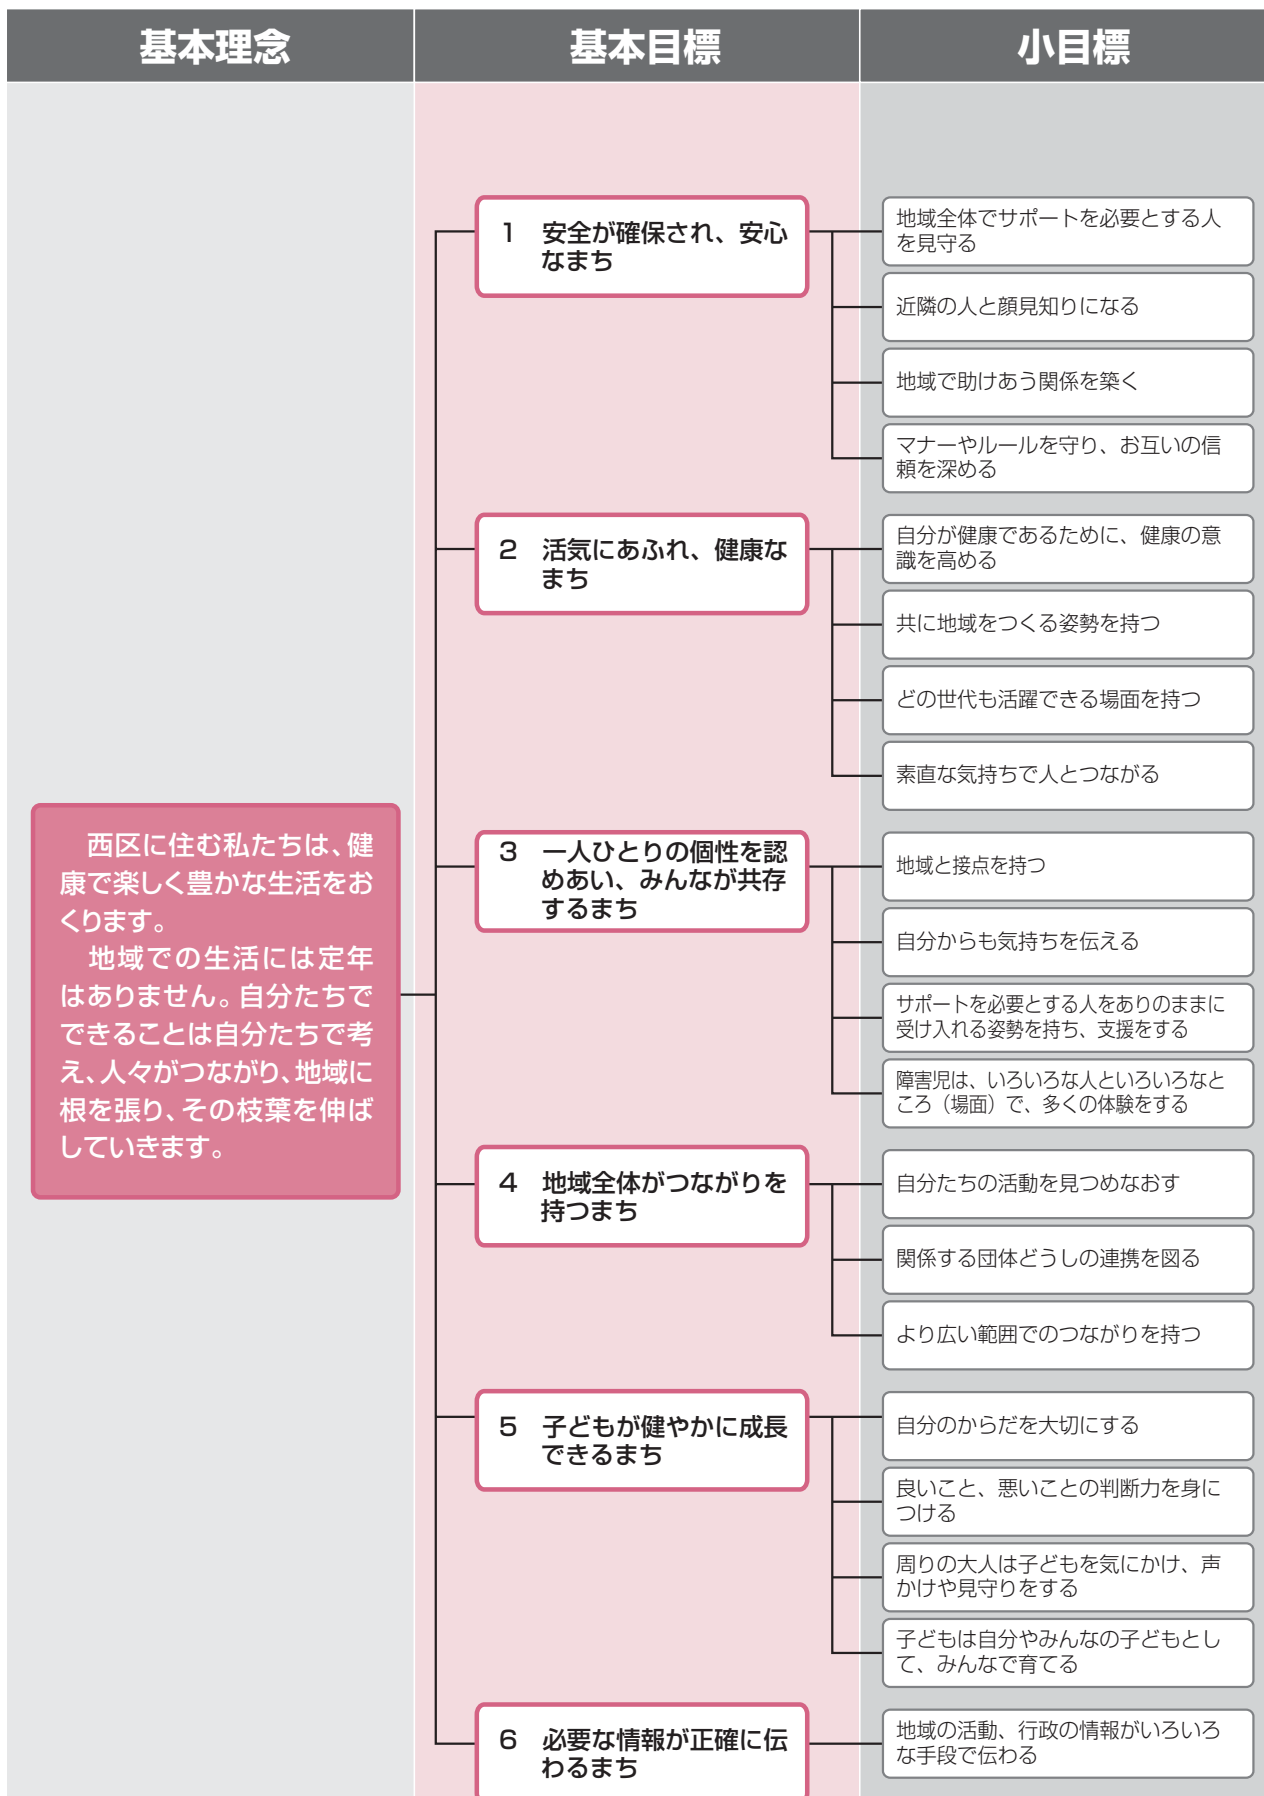 基本理念
基本目標
小目標
西区に住む私たちは、健
康で楽しく豊かな生活をお
くります。
地域での生活には定年
はありません。自分たちで
できることは自分たちで考
え、人々がつながり、地域に
根を張り、その枝葉を伸ば
していきます。
1 安全が確保され、安心
なまち
地域全体でサポートを必要とする人
を見守る
近隣の人と顔見知りになる
地域で助けあう関係を築く
マナーやルールを守り、お互いの信
頼を深める
2 活気にあふれ、健康な
まち
自分が健康であるために、健康の意
識を高める
共に地域をつくる姿勢を持つ
どの世代も活躍できる場面を持つ
素直な気持ちで人とつながる
3 一人ひとりの個性を認
めあい、みんなが共存
するまち
地域と接点を持つ
自分からも気持ちを伝える
サポートを必要とする人をありのままに
受け入れる姿勢を持ち、支援をする
障害児は、いろいろな人といろいろなと
ころ（場面）で、多くの体験をする
4 地域全体がつながりを
持つまち
自分たちの活動を見つめなおす
関係する団体どうしの連携を図る
より広い範囲でのつながりを持つ
5 子どもが健やかに成長
できるまち
自分のからだを大切にする
良いこと、悪いことの判断力を身に
つける
周りの大人は子どもを気にかけ、声
かけや見守りをする
子どもは自分やみんなの子どもとし
て、みんなで育てる
6 必要な情報が正確に伝
わるまち
地域の活動、行政の情報がいろいろ
な手段で伝わる